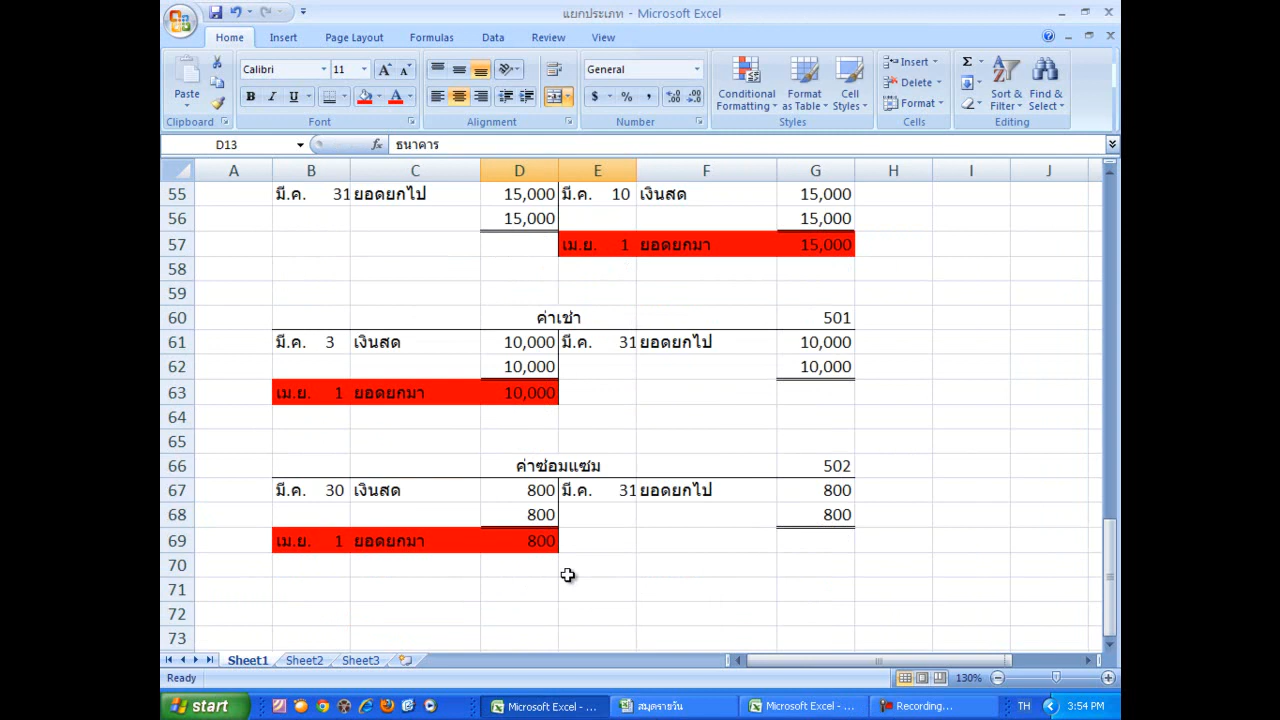 แยกประเภท - Microsoft Excel
Home Insert Page Layout Formulas Data Review View
Paste Calibri 11 General Conditional Formatting Format as Table Cell Styles Insert Delete Format Sort & Filter Find & Select
Clipboard Font Alignment Number Styles Cells Editing
D13 fx ธนาคาร
A B C D E F G H I J
55 มี.ค. 31 ยอดยกไป 15,000 มี.ค. 10 เงินสด 15,000
56 15,000 15,000
57 เม.ย. 1 ยอดยกมา 15,000
58
59
60 ค่าเช่า 501
61 มี.ค. 3 เงินสด 10,000 มี.ค. 31 ยอดยกไป 10,000
62 10,000 10,000
63 เม.ย. 1 ยอดยกมา 10,000
64
65
66 ค่าซ่อมแซม 502
67 มี.ค. 30 เงินสด 800 มี.ค. 31 ยอดยกไป 800
68 800 800
69 เม.ย. 1 ยอดยกมา 800
70
71
72
73
Sheet1 Sheet2 Sheet3
Ready 130%
start Microsoft Excel - ... สมุดรายวัน Microsoft Excel - ... Recording... TH 3:54 PM